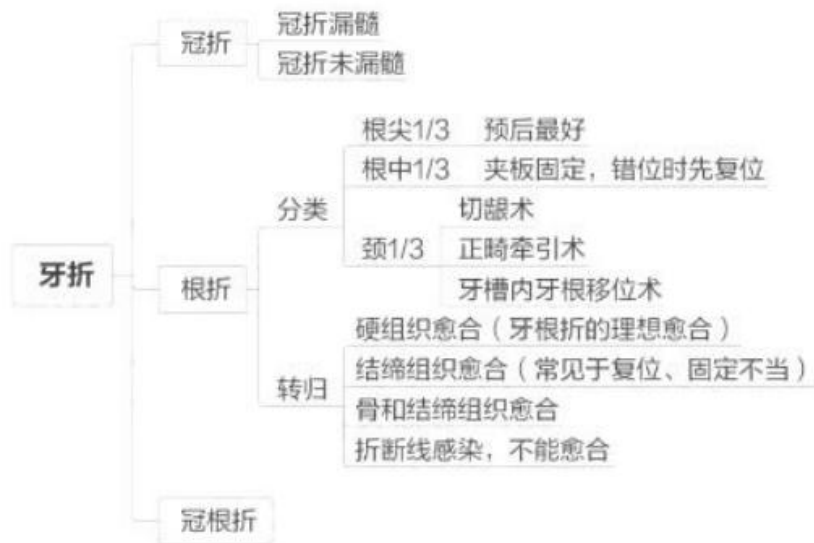 冠折漏髓
冠折
冠折未漏髓
根尖1/3 预后最好
根中1/3 夹板固定，错位时先复位
分类
切龈术
颈1/3 正畸牵引术
牙槽内牙根移位术
牙折
根折
硬组织愈合（牙根折的理想愈合）
结缔组织愈合（常见于复位、固定不当）
转归
骨和结缔组织愈合
折断线感染，不能愈合
冠根折